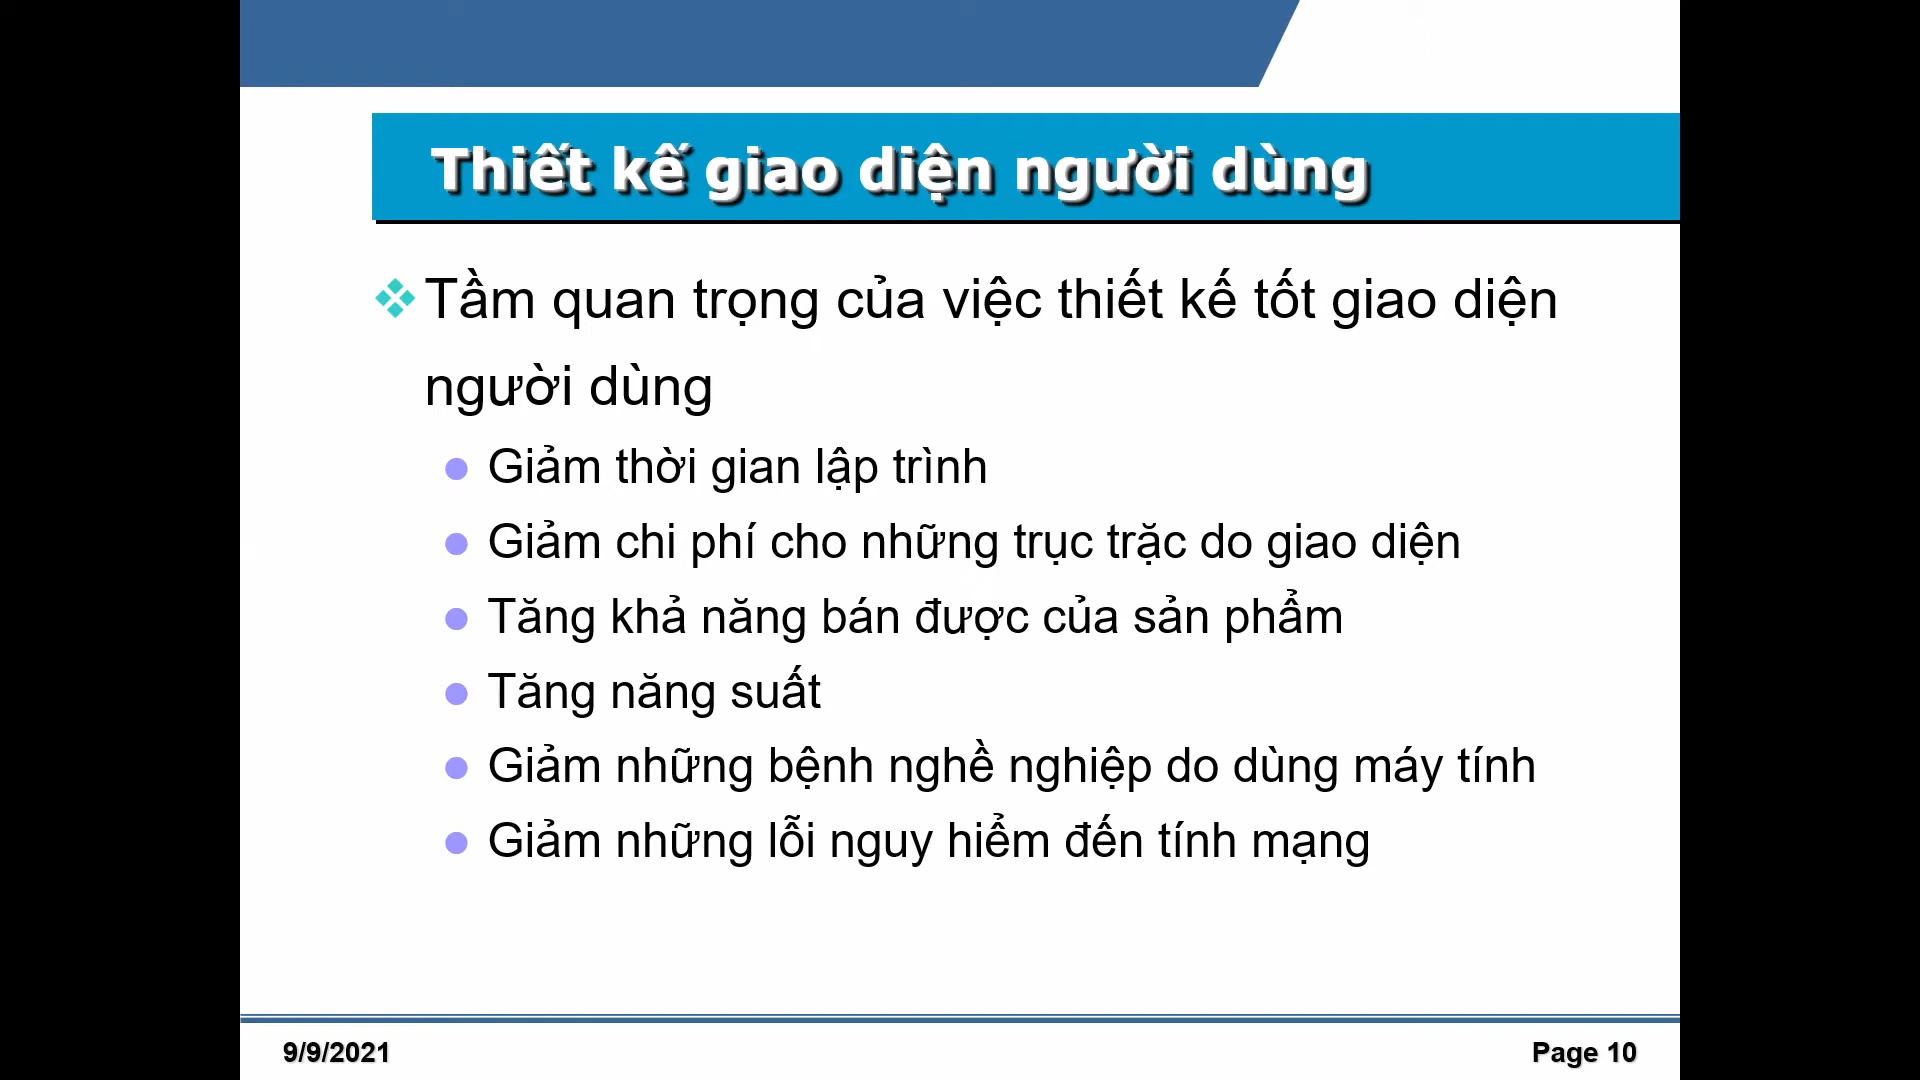 Thiết kế giao diện người dùng
Tầm quan trọng của việc thiết kế tốt giao diện
người dùng
Giảm thời gian lập trình
Giảm chi phí cho những trục trặc do giao diện
Tăng khả năng bán được của sản phẩm
Tăng năng suất
Giảm những bệnh nghề nghiệp do dùng máy tính
Giảm những lỗi nguy hiểm đến tính mạng
9/9/2021
Page 10